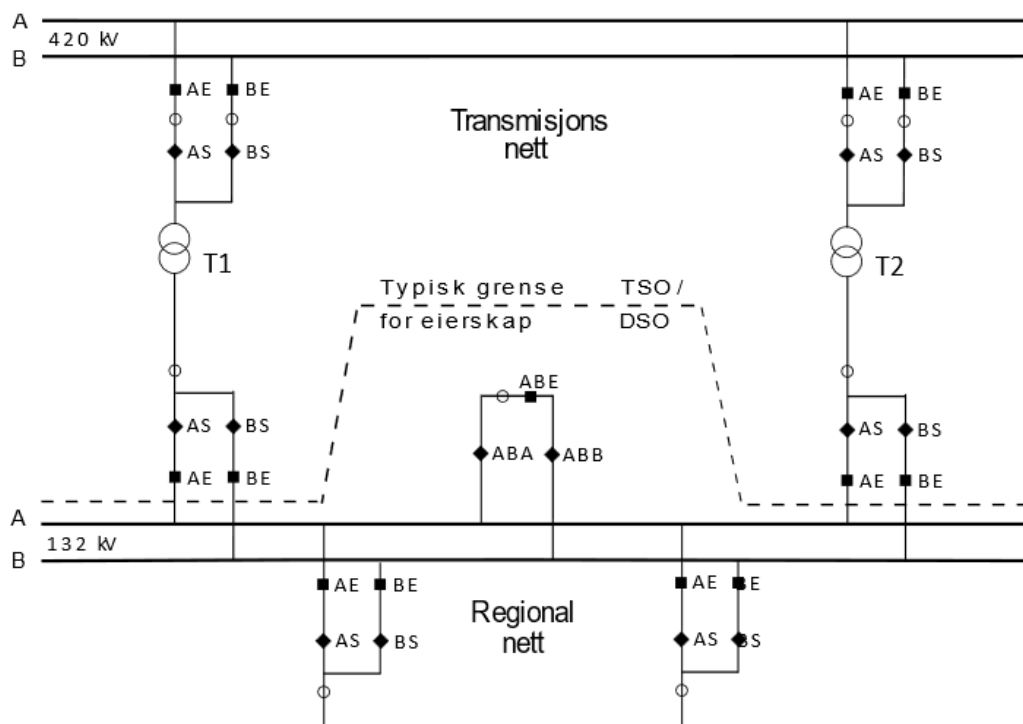 A
420 kV
B
AE BE AE BE
Transmisjons
nett
AS BS AS BS
T1 T2
Typisk grense TSO /
for eierskap DSO
ABE
AS BS AS BS
ABA ABB
AE BE AE BE
A
132 kV
B
AE BE AE BE
Regional
nett
AS BS AS BS